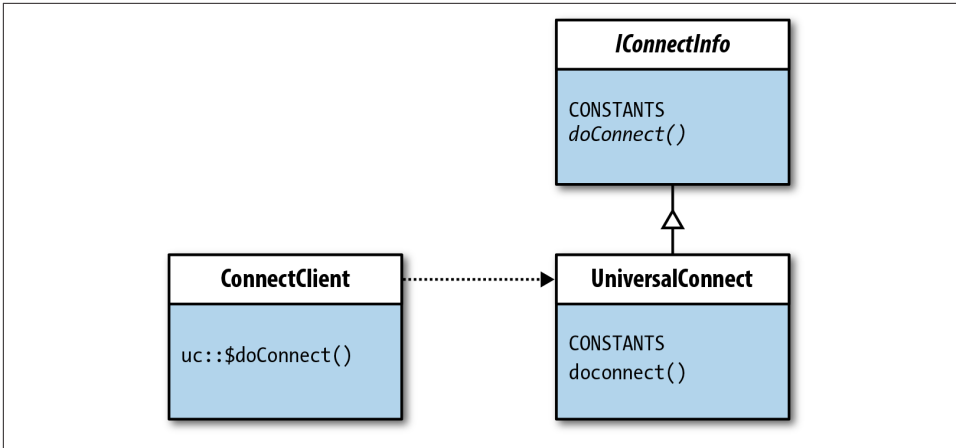 IConnectInfo
CONSTANTS
doConnect()
ConnectClient
uc::$doConnect()
UniversalConnect
CONSTANTS
doconnect()